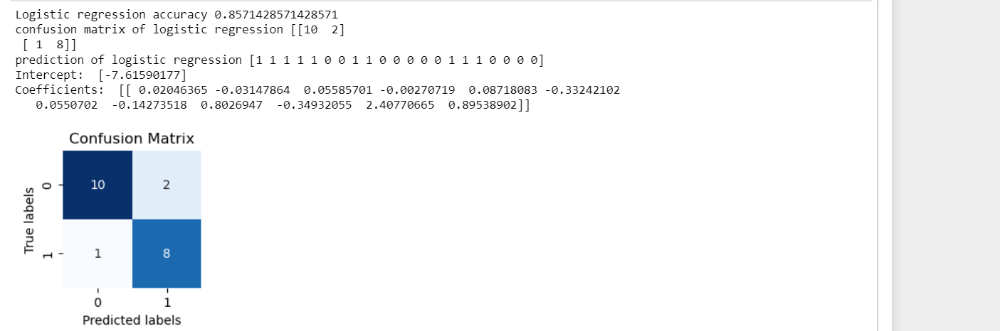 Logistic regression accuracy 0.8571428571428571
confusion matrix of logistic regression [[10  2]
 [ 1  8]]
prediction of logistic regression [1 1 1 1 1 0 0 1 1 0 0 0 0 0 1 1 1 0 0 0 0]
Intercept:  [-7.61590177]
Coefficients:  [[ 0.02046365 -0.03147864  0.05585701 -0.00270719  0.08718083 -0.33242102
   0.0550702  -0.14273518  0.8026947  -0.34932055  2.40770665  0.89538902]]
Confusion Matrix
True labels
0
10
2
1
1
8
0
1
Predicted labels